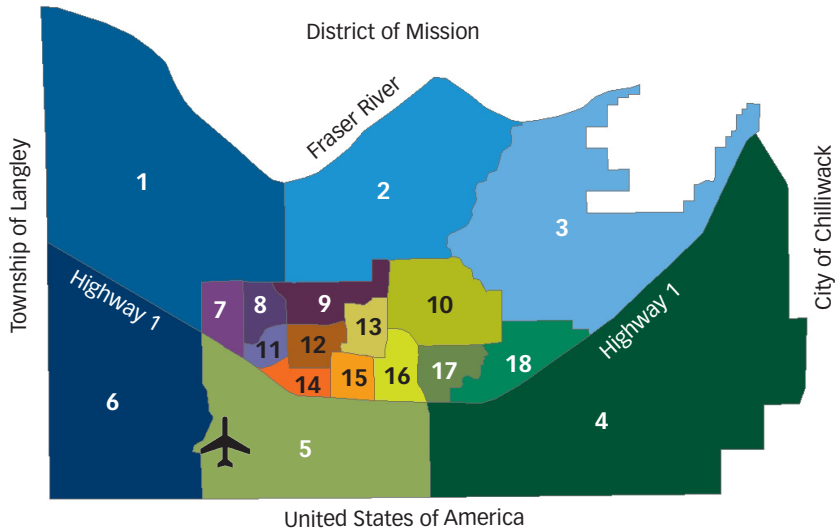 District of Mission
Fraser River
Township of Langley
City of Chilliwack
1
2
3
Highway 1
7
8
9
10
13
11
12
14
15
16
17
18
Highway 1
6
5
4
United States of America